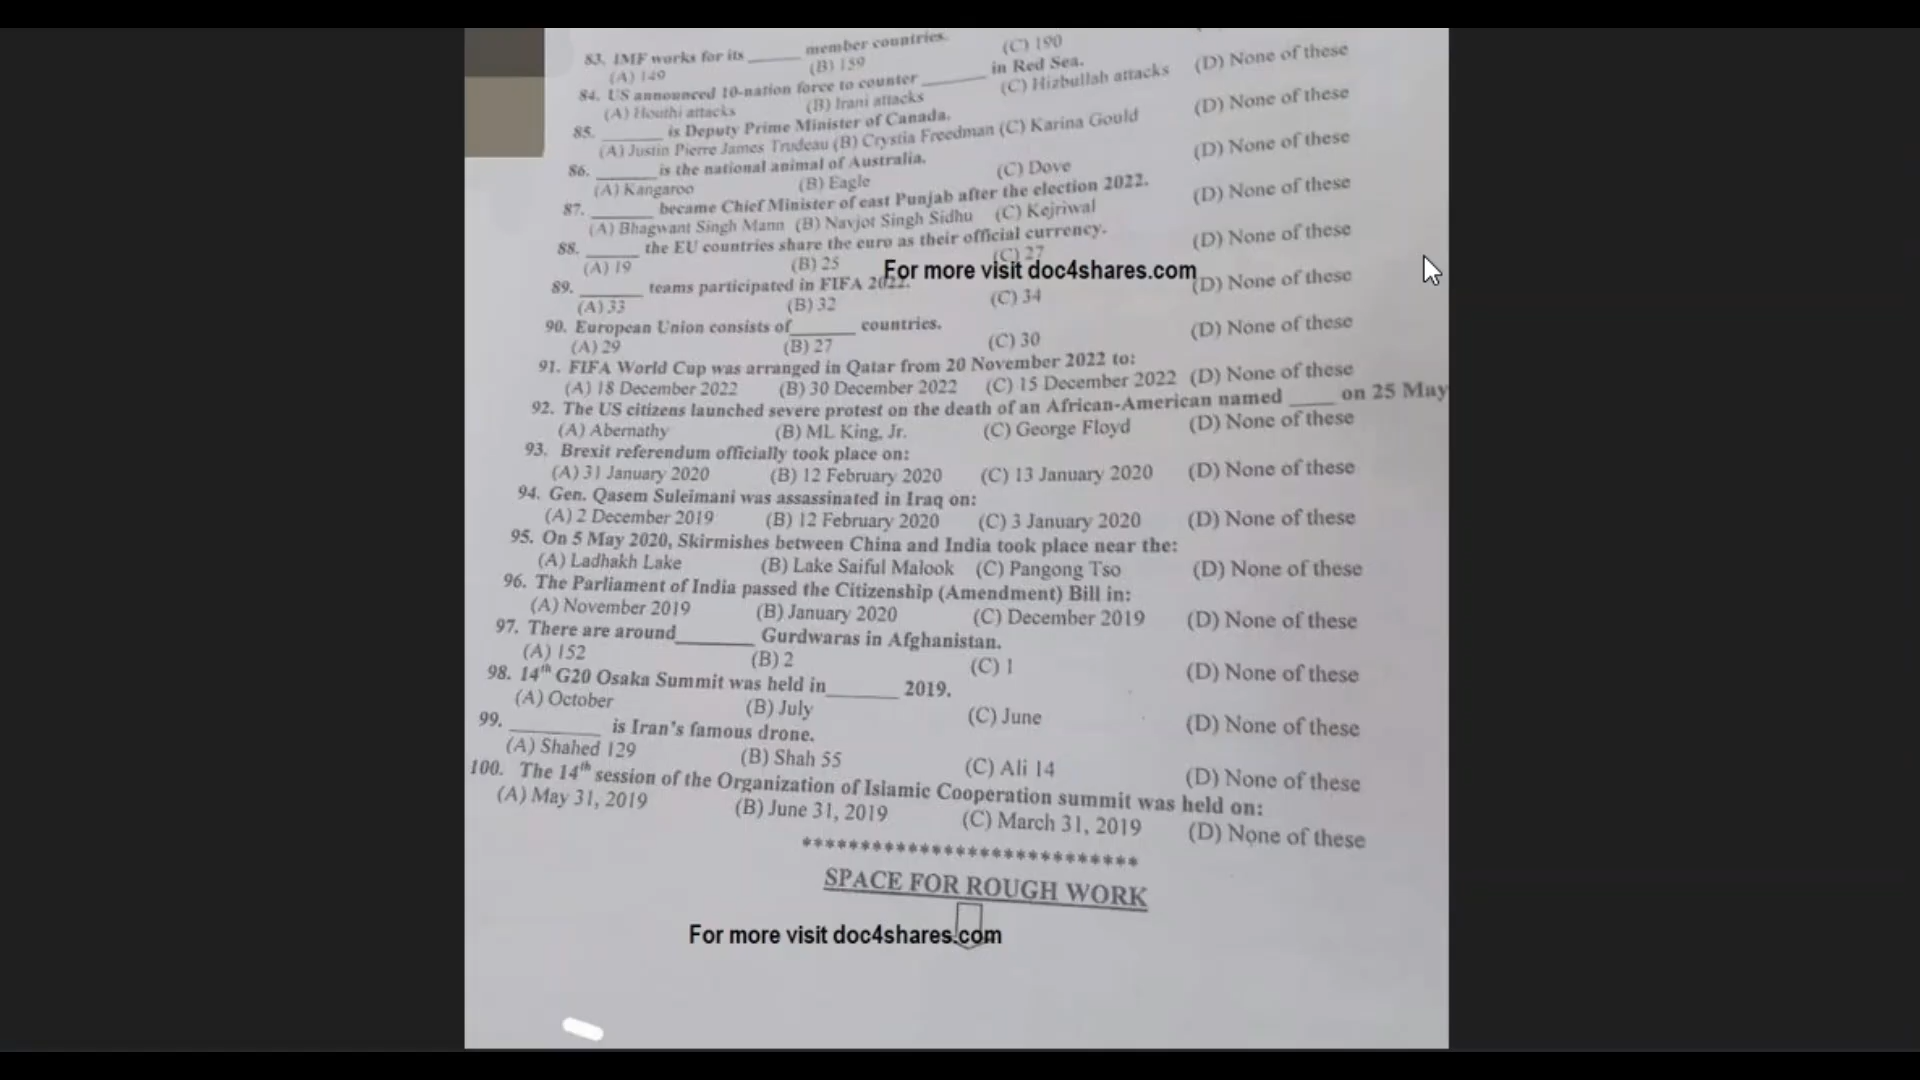 83. IMF works for its ______ member countries.
(A) 149 (B) 159 (C) 190
84. US announced 10-nation force to counter ______ in Red Sea.
(A) Houthi attacks (B) Irani attacks (C) Hizbullah attacks (D) None of these
85. ______ is Deputy Prime Minister of Canada.
(A) Justin Pierre James Trudeau (B) Crystia Freedman (C) Karina Gould (D) None of these
86. ______ is the national animal of Australia.
(A) Kangaroo (B) Eagle (C) Dove (D) None of these
87. ______ became Chief Minister of east Punjab after the election 2022.
(A) Bhagwant Singh Mann (B) Navjot Singh Sidhu (C) Kejriwal (D) None of these
88. ______ the EU countries share the euro as their official currency.
(A) 19 (B) 25 (C) 27 (D) None of these
For more visit doc4shares.com
89. ______ teams participated in FIFA 2022.
(A) 33 (B) 32 (C) 34 (D) None of these
90. European Union consists of ______ countries.
(A) 29 (B) 27 (C) 30 (D) None of these
91. FIFA World Cup was arranged in Qatar from 20 November 2022 to:
(A) 18 December 2022 (B) 30 December 2022 (C) 15 December 2022 (D) None of these
92. The US citizens launched severe protest on the death of an African-American named ____ on 25 May
(A) Abernathy (B) ML King, Jr. (C) George Floyd (D) None of these
93. Brexit referendum officially took place on:
(A) 31 January 2020 (B) 12 February 2020 (C) 13 January 2020 (D) None of these
94. Gen. Qasem Suleimani was assassinated in Iraq on:
(A) 2 December 2019 (B) 12 February 2020 (C) 3 January 2020 (D) None of these
95. On 5 May 2020, Skirmishes between China and India took place near the:
(A) Ladhakh Lake (B) Lake Saiful Malook (C) Pangong Tso (D) None of these
96. The Parliament of India passed the Citizenship (Amendment) Bill in:
(A) November 2019 (B) January 2020 (C) December 2019 (D) None of these
97. There are around ________ Gurdwaras in Afghanistan.
(A) 152 (B) 2 (C) 1 (D) None of these
98. 14th G20 Osaka Summit was held in ________ 2019.
(A) October (B) July (C) June (D) None of these
99. _________ is Iran's famous drone.
(A) Shahed 129 (B) Shah 55 (C) Ali 14 (D) None of these
100. The 14th session of the Organization of Islamic Cooperation summit was held on:
(A) May 31, 2019 (B) June 31, 2019 (C) March 31, 2019 (D) None of these
*****************************
SPACE FOR ROUGH WORK
For more visit doc4shares.com